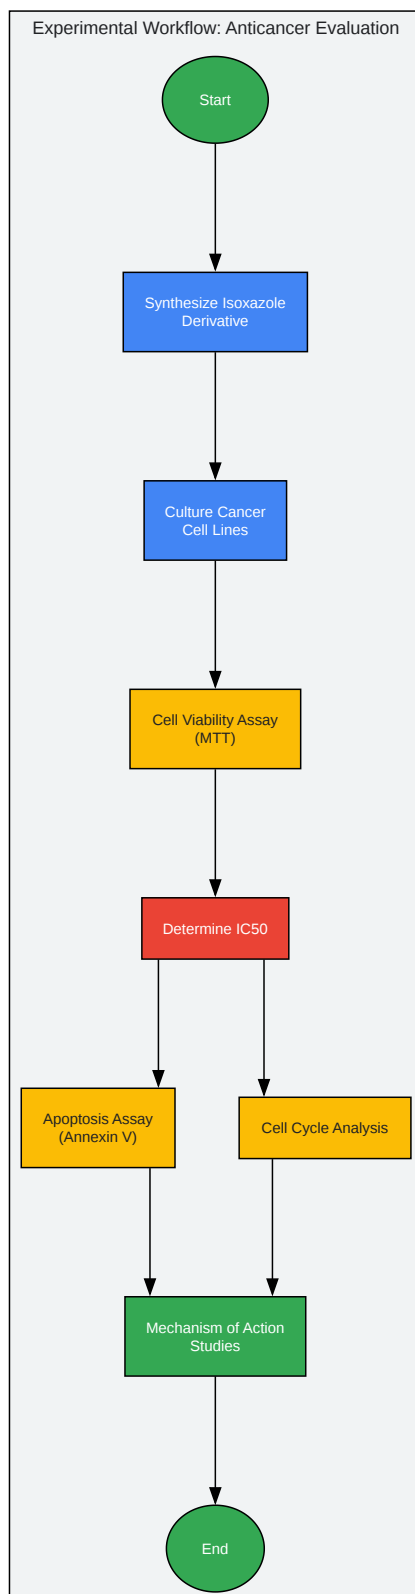 Experimental Workflow: Anticancer Evaluation
Start
Synthesize Isoxazole
Derivative
Culture Cancer
Cell Lines
Cell Viability Assay
(MTT)
Determine IC50
Apoptosis Assay
(Annexin V)
Cell Cycle Analysis
Mechanism of Action
Studies
End